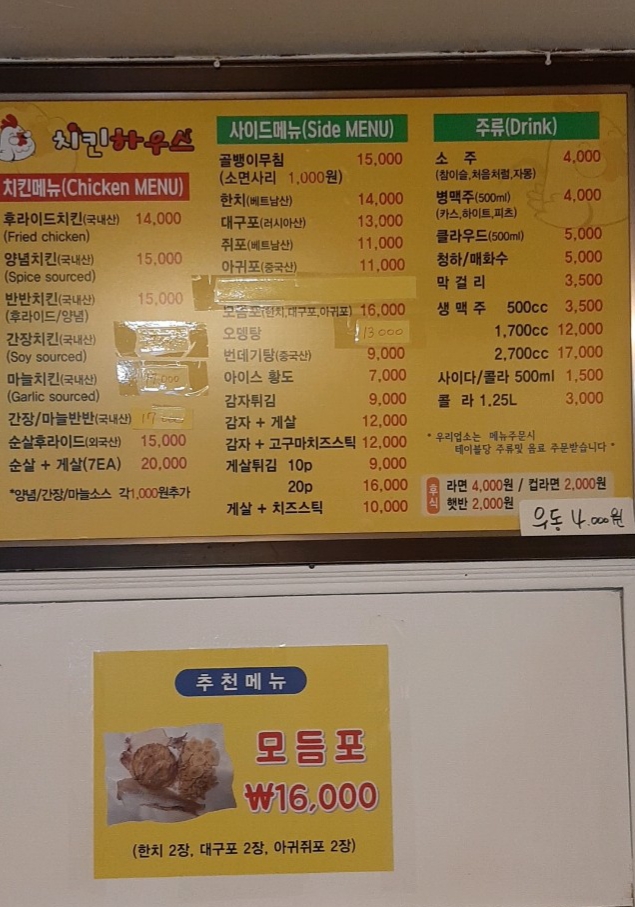 치킨하우스
치킨메뉴(Chicken MENU)
후라이드치킨(국내산) 14,000
(Fried chicken)
양념치킨(국내산) 15,000
(Spice sourced)
반반치킨(국내산) 15,000
(후라이드/양념)
간장치킨(국내산)
(Soy sourced)
마늘치킨(국내산)
(Garlic sourced)
간장/마늘반반(국내산)
순살후라이드(외국산) 15,000
순살 + 게살(7EA) 20,000
*양념/간장/마늘소스 각1,000원추가
사이드메뉴(Side MENU)
골뱅이무침 15,000
(소면사리 1,000원)
한치(베트남산) 14,000
대구포(러시아산) 13,000
쥐포(베트남산) 11,000
아귀포(중국산) 11,000
모듬포(한치,대구포,아귀포) 16,000
오뎅탕 13000
번데기탕(중국산) 9,000
아이스 황도 7,000
감자튀김 9,000
감자 + 게살 12,000
감자 + 고구마치즈스틱 12,000
게살튀김 10p 9,000
20p 16,000
게살 + 치즈스틱 10,000
주류(Drink)
소 주 4,000
(참이슬,처음처럼,자몽)
병맥주(500ml) 4,000
(카스,하이트,피츠)
클라우드(500ml) 5,000
청하/매화수 5,000
막 걸 리 3,500
생 맥 주 500cc 3,500
1,700cc 12,000
2,700cc 17,000
사이다/콜라 500ml 1,500
콜 라 1.25L 3,000
* 우리업소는 메뉴주문시
테이블당 주류및 음료 주문받습니다 *
후식 라면 4,000원 / 컵라면 2,000원
햇반 2,000원
우동 4.000원
추천메뉴
모듬포
₩16,000
(한치 2장, 대구포 2장, 아귀쥐포 2장)